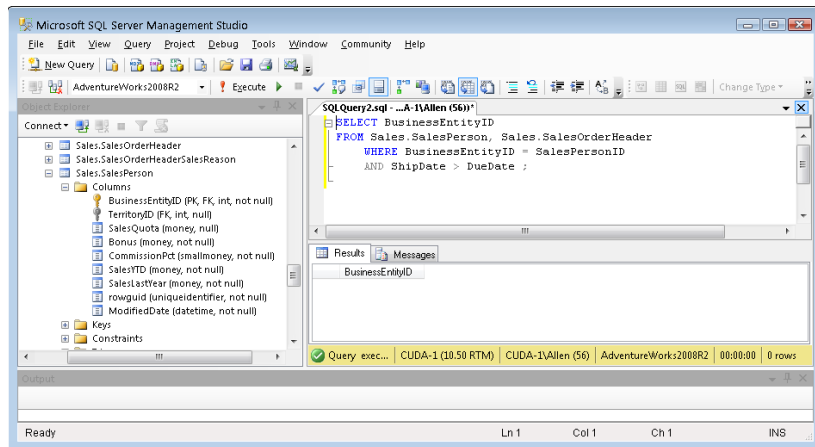 Microsoft SQL Server Management Studio
File Edit View Query Project Debug Tools Window Community Help
New Query
AdventureWorks2008R2 Execute Change Type
Object Explorer
Connect
Sales.SalesOrderHeader
Sales.SalesOrderHeaderSalesReason
Sales.SalesPerson
Columns
BusinessEntityID (PK, FK, int, not null)
TerritoryID (FK, int, null)
SalesQuota (money, null)
Bonus (money, not null)
CommissionPct (smallmoney, not null)
SalesYTD (money, not null)
SalesLastYear (money, not null)
rowguid (uniqueidentifier, not null)
ModifiedDate (datetime, not null)
Keys
Constraints
SQLQuery2.sql - ...A-1\Allen (56))*
SELECT BusinessEntityID
FROM Sales.SalesPerson, Sales.SalesOrderHeader
WHERE BusinessEntityID = SalesPersonID
AND ShipDate > DueDate ;
Results Messages
BusinessEntityID
Query exec... CUDA-1 (10.50 RTM) CUDA-1\Allen (56) AdventureWorks2008R2 00:00:00 0 rows
Output
Ready Ln 1 Col 1 Ch 1 INS